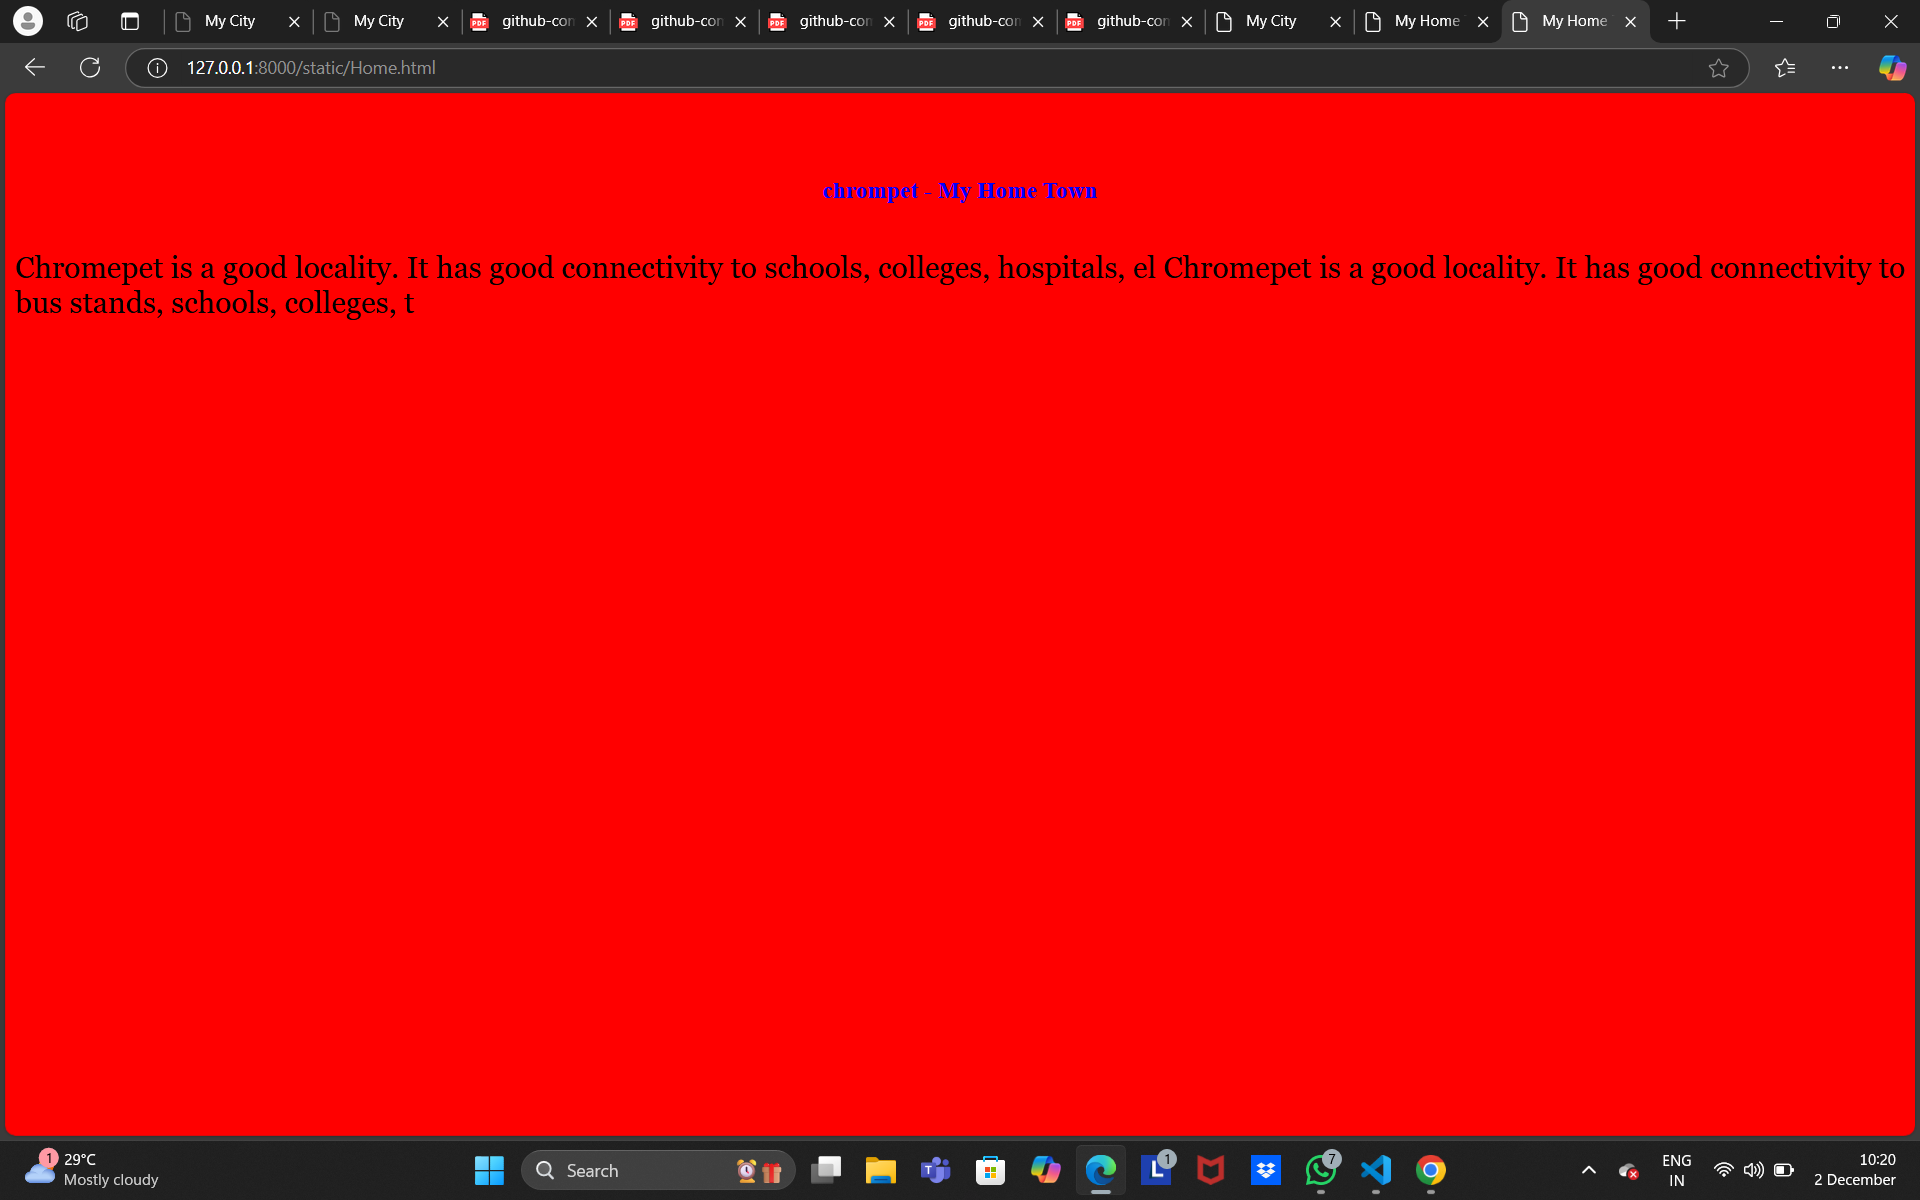 My City
My City
github-con
github-con
github-con
github-con
github-con
My City
My Home
My Home
127.0.0.1:8000/static/Home.html
chrompet - My Home Town
Chromepet is a good locality. It has good connectivity to schools, colleges, hospitals, el Chromepet is a good locality. It has good connectivity to
bus stands, schools, colleges, t
1
29°C
Mostly cloudy
Search
1
7
ENG
IN
10:20
2 December